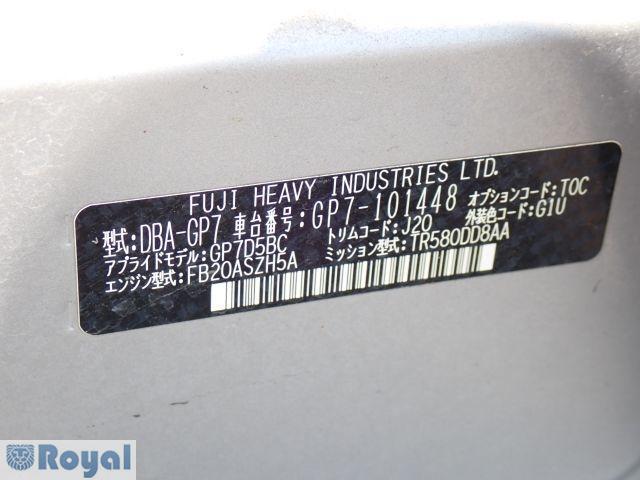 FUJI HEAVY INDUSTRIES LTD.
型式:DBA-GP7 車台番号:GP7-101448 オプションコード:TOC
アプライドモデル:GP7D5BC トリムコード:J20 外装色コード:G1U
エンジン型式:FB20ASZH5A ミッション型式:TR580DD8AA
Royal